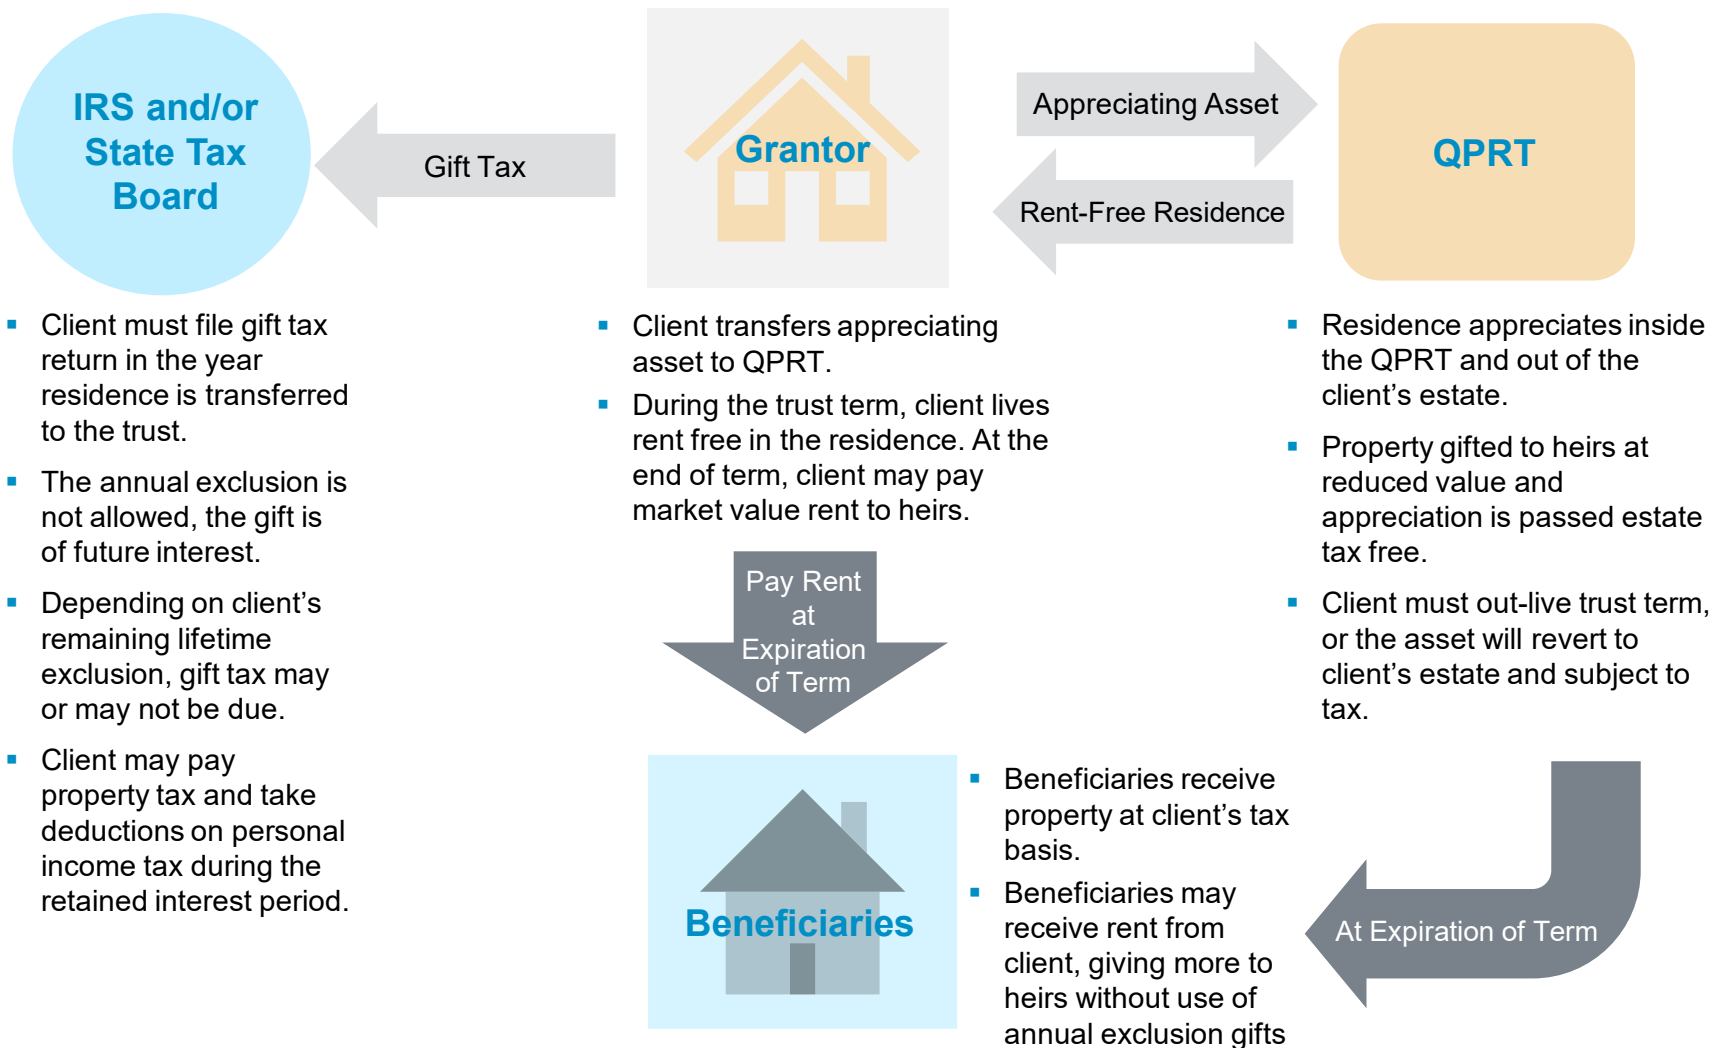 IRS and/or
State Tax
Board
Gift Tax
Grantor
Appreciating Asset
Rent-Free Residence
QPRT
▪ Client must file gift tax
return in the year
residence is transferred
to the trust.
▪ The annual exclusion is
not allowed, the gift is
of future interest.
▪ Depending on client’s
remaining lifetime
exclusion, gift tax may
or may not be due.
▪ Client may pay
property tax and take
deductions on personal
income tax during the
retained interest period.
▪ Client transfers appreciating
asset to QPRT.
▪ During the trust term, client lives
rent free in the residence. At the
end of term, client may pay
market value rent to heirs.
▪ Residence appreciates inside
the QPRT and out of the
client’s estate.
▪ Property gifted to heirs at
reduced value and
appreciation is passed estate
tax free.
▪ Client must out-live trust term,
or the asset will revert to
client’s estate and subject to
tax.
Pay Rent
at
Expiration
of Term
Beneficiaries
▪ Beneficiaries receive
property at client’s tax
basis.
▪ Beneficiaries may
receive rent from
client, giving more to
heirs without use of
annual exclusion gifts
At Expiration of Term